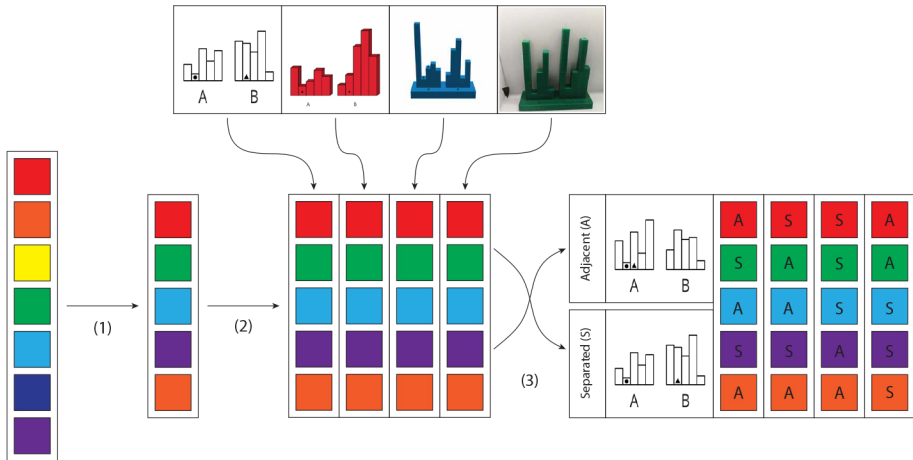 A B
A B
(1)
(2)
(3)
Adjacent (A)
A B
Separated (S)
A B
A S S A
S A S A
A A S S
S S A S
A A A S